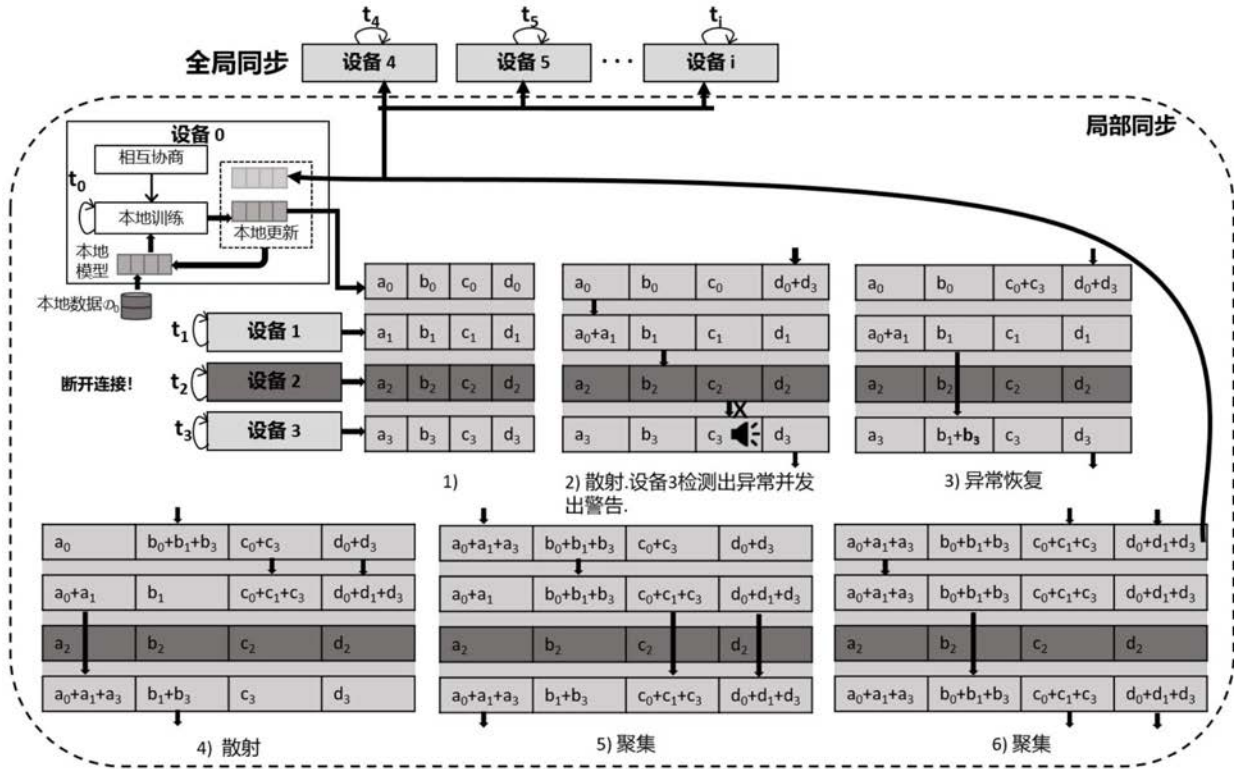 t₄ t₅ tᵢ
全局同步 设备 4 设备 5 ··· 设备 i
局部同步
设备 0
相互协商
t₀
本地训练
本地更新
本地
模型
本地数据 𝒟₀
t₁ 设备 1
断开连接! t₂ 设备 2
t₃ 设备 3
a₀ b₀ c₀ d₀
a₁ b₁ c₁ d₁
a₂ b₂ c₂ d₂
a₃ b₃ c₃ d₃
1)
a₀ b₀ c₀ d₀+d₃
a₀+a₁ b₁ c₁ d₁
a₂ b₂ c₂ d₂
X
a₃ b₃ c₃ d₃
2) 散射.设备3检测出异常并发
出警告.
a₀ b₀ c₀+c₃ d₀+d₃
a₀+a₁ b₁ c₁ d₁
a₂ b₂ c₂ d₂
a₃ b₁+b₃ c₃ d₃
3) 异常恢复
a₀ b₀+b₁+b₃ c₀+c₃ d₀+d₃
a₀+a₁ b₁ c₀+c₁+c₃ d₀+d₁+d₃
a₂ b₂ c₂ d₂
a₀+a₁+a₃ b₁+b₃ c₃ d₃
4) 散射
a₀+a₁+a₃ b₀+b₁+b₃ c₀+c₃ d₀+d₃
a₀+a₁ b₀+b₁+b₃ c₀+c₁+c₃ d₀+d₁+d₃
a₂ b₂ c₂ d₂
a₀+a₁+a₃ b₁+b₃ c₀+c₁+c₃ d₀+d₁+d₃
5) 聚集
a₀+a₁+a₃ b₀+b₁+b₃ c₀+c₁+c₃ d₀+d₁+d₃
a₀+a₁+a₃ b₀+b₁+b₃ c₀+c₁+c₃ d₀+d₁+d₃
a₂ b₂ c₂ d₂
a₀+a₁+a₃ b₀+b₁+b₃ c₀+c₁+c₃ d₀+d₁+d₃
6) 聚集